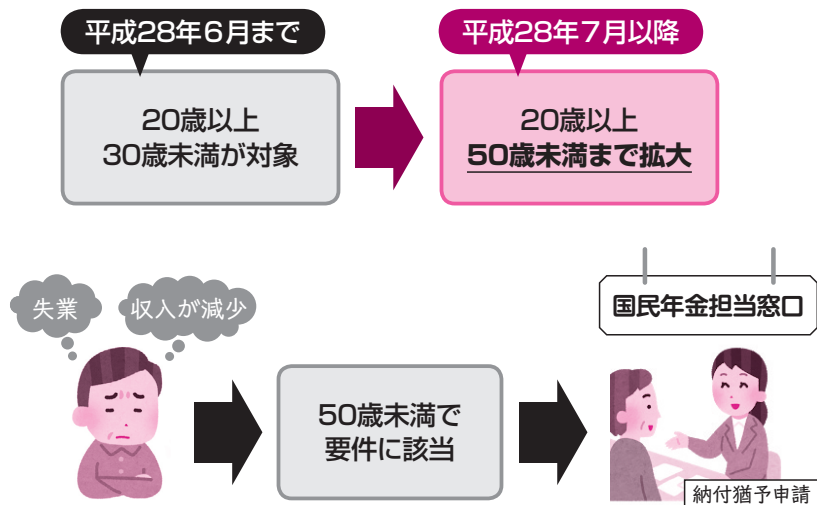 平成28年6月まで
20歳以上
30歳未満が対象
平成28年7月以降
20歳以上
50歳未満まで拡大
失業
収入が減少
50歳未満で
要件に該当
国民年金担当窓口
納付猶予申請